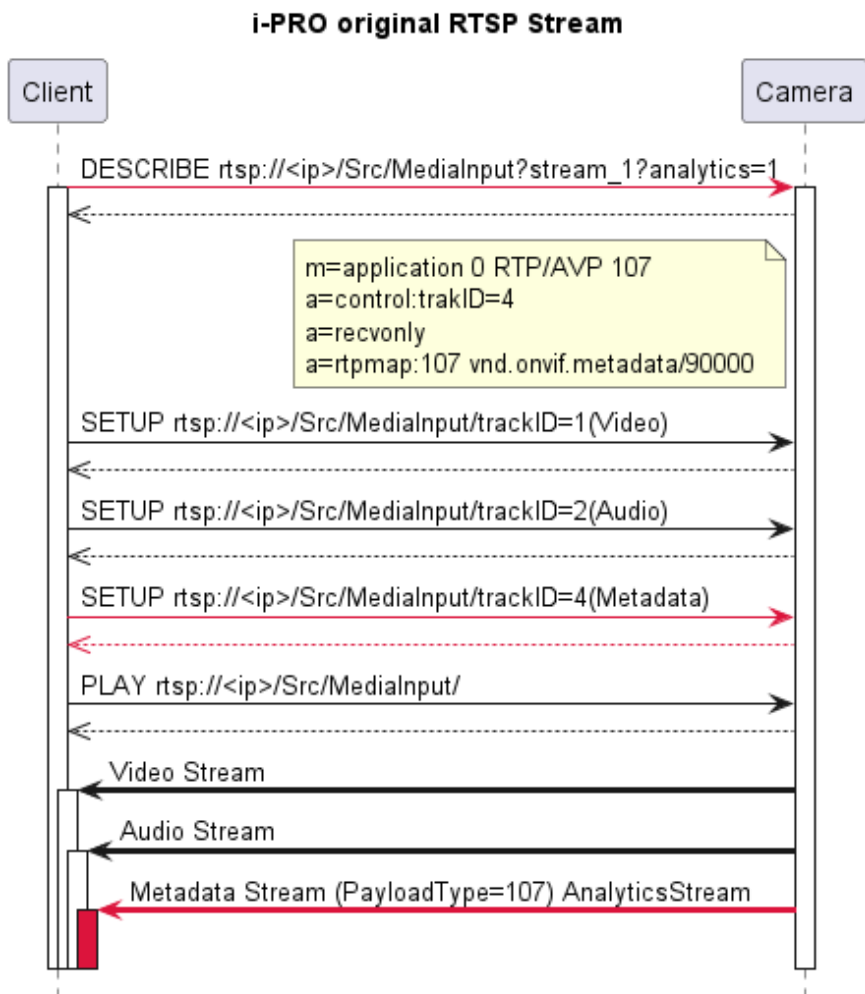 i-PRO original RTSP Stream
Client
Camera
DESCRIBE rtsp://<ip>/Src/MediaInput?stream_1?analytics=1
m=application 0 RTP/AVP 107
a=control:trakID=4
a=recvonly
a=rtpmap:107 vnd.onvif.metadata/90000
SETUP rtsp://<ip>/Src/MediaInput/trackID=1(Video)
SETUP rtsp://<ip>/Src/MediaInput/trackID=2(Audio)
SETUP rtsp://<ip>/Src/MediaInput/trackID=4(Metadata)
PLAY rtsp://<ip>/Src/MediaInput/
Video Stream
Audio Stream
Metadata Stream (PayloadType=107) AnalyticsStream